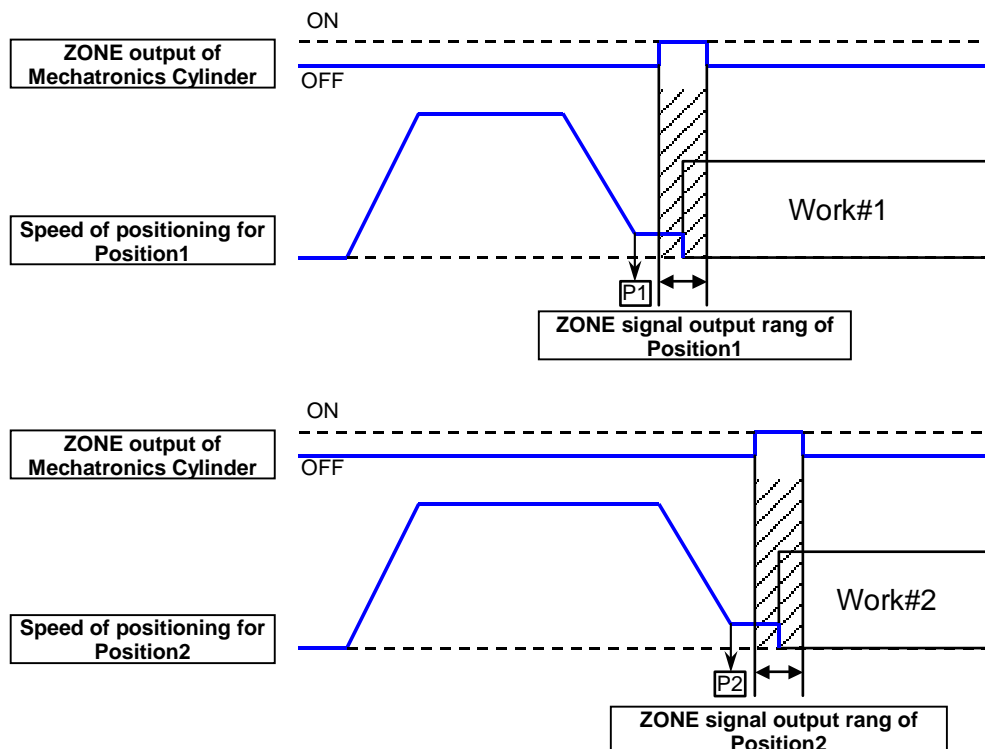 ON
ZONE output of
Mechatronics Cylinder
OFF
Work#1
Speed of positioning for
Position1
P1
ZONE signal output rang of
Position1
ON
ZONE output of
Mechatronics Cylinder
OFF
Work#2
Speed of positioning for
Position2
P2
ZONE signal output rang of
Position2